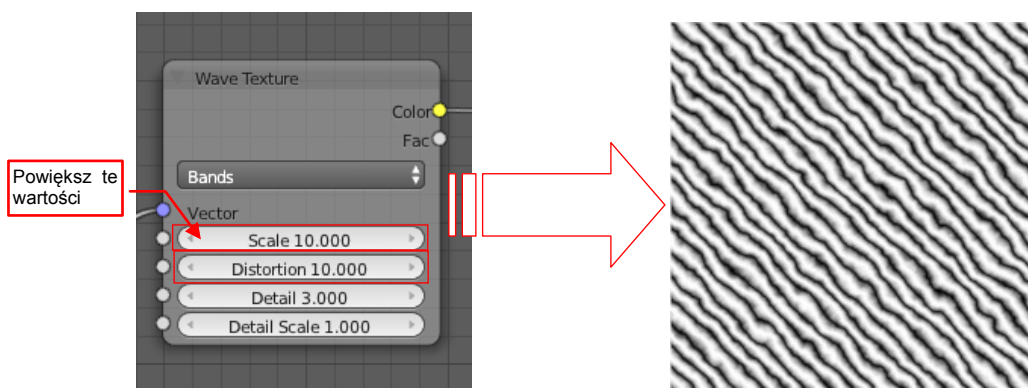 Wave Texture
Color
Fac
Powiększ te
wartości
Bands
Vector
Scale 10.000
Distortion 10.000
Detail 3.000
Detail Scale 1.000